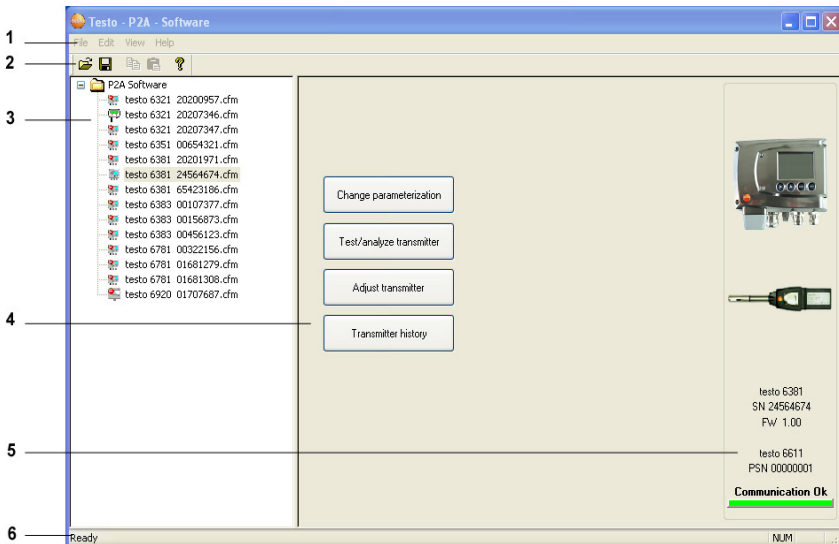 Testo - P2A - Software
1
File Edit View Help
2
P2A Software
3
testo 6321 20200957.cfm
testo 6321 20207346.cfm
testo 6321 20207347.cfm
testo 6351 00654321.cfm
testo 6381 20201971.cfm
testo 6381 24564674.cfm
testo 6381 65423186.cfm
testo 6383 00107377.cfm
testo 6383 00156873.cfm
testo 6383 00456123.cfm
testo 6781 00322156.cfm
testo 6781 01681279.cfm
testo 6781 01681308.cfm
testo 6920 01707687.cfm
Change parameterization
Test/analyze transmitter
Adjust transmitter
4
Transmitter history
testo 6381
SN 24564674
FW 1.00
5
testo 6611
PSN 00000001
Communication Ok
6
Ready
NUM